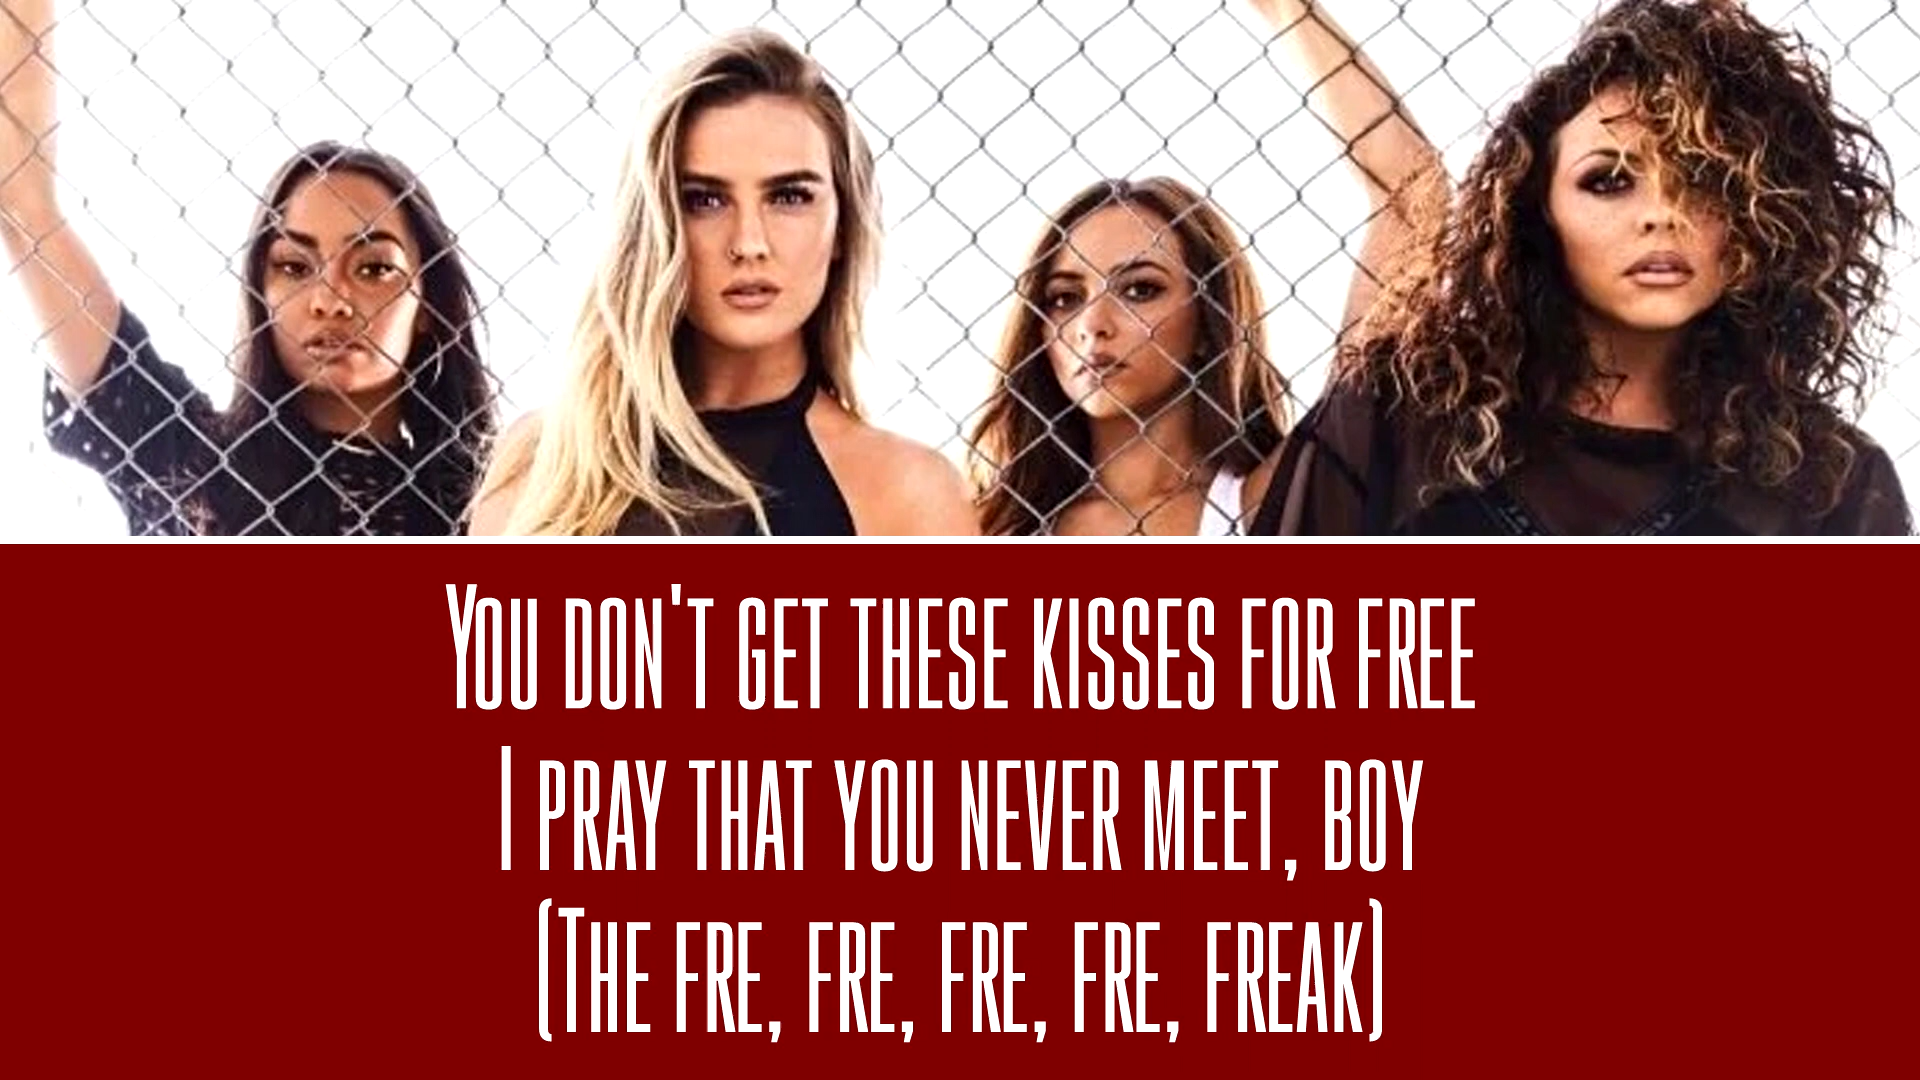 You don't get these kisses for free
I pray that you never meet, boy
(The fre, fre, fre, fre, freak)